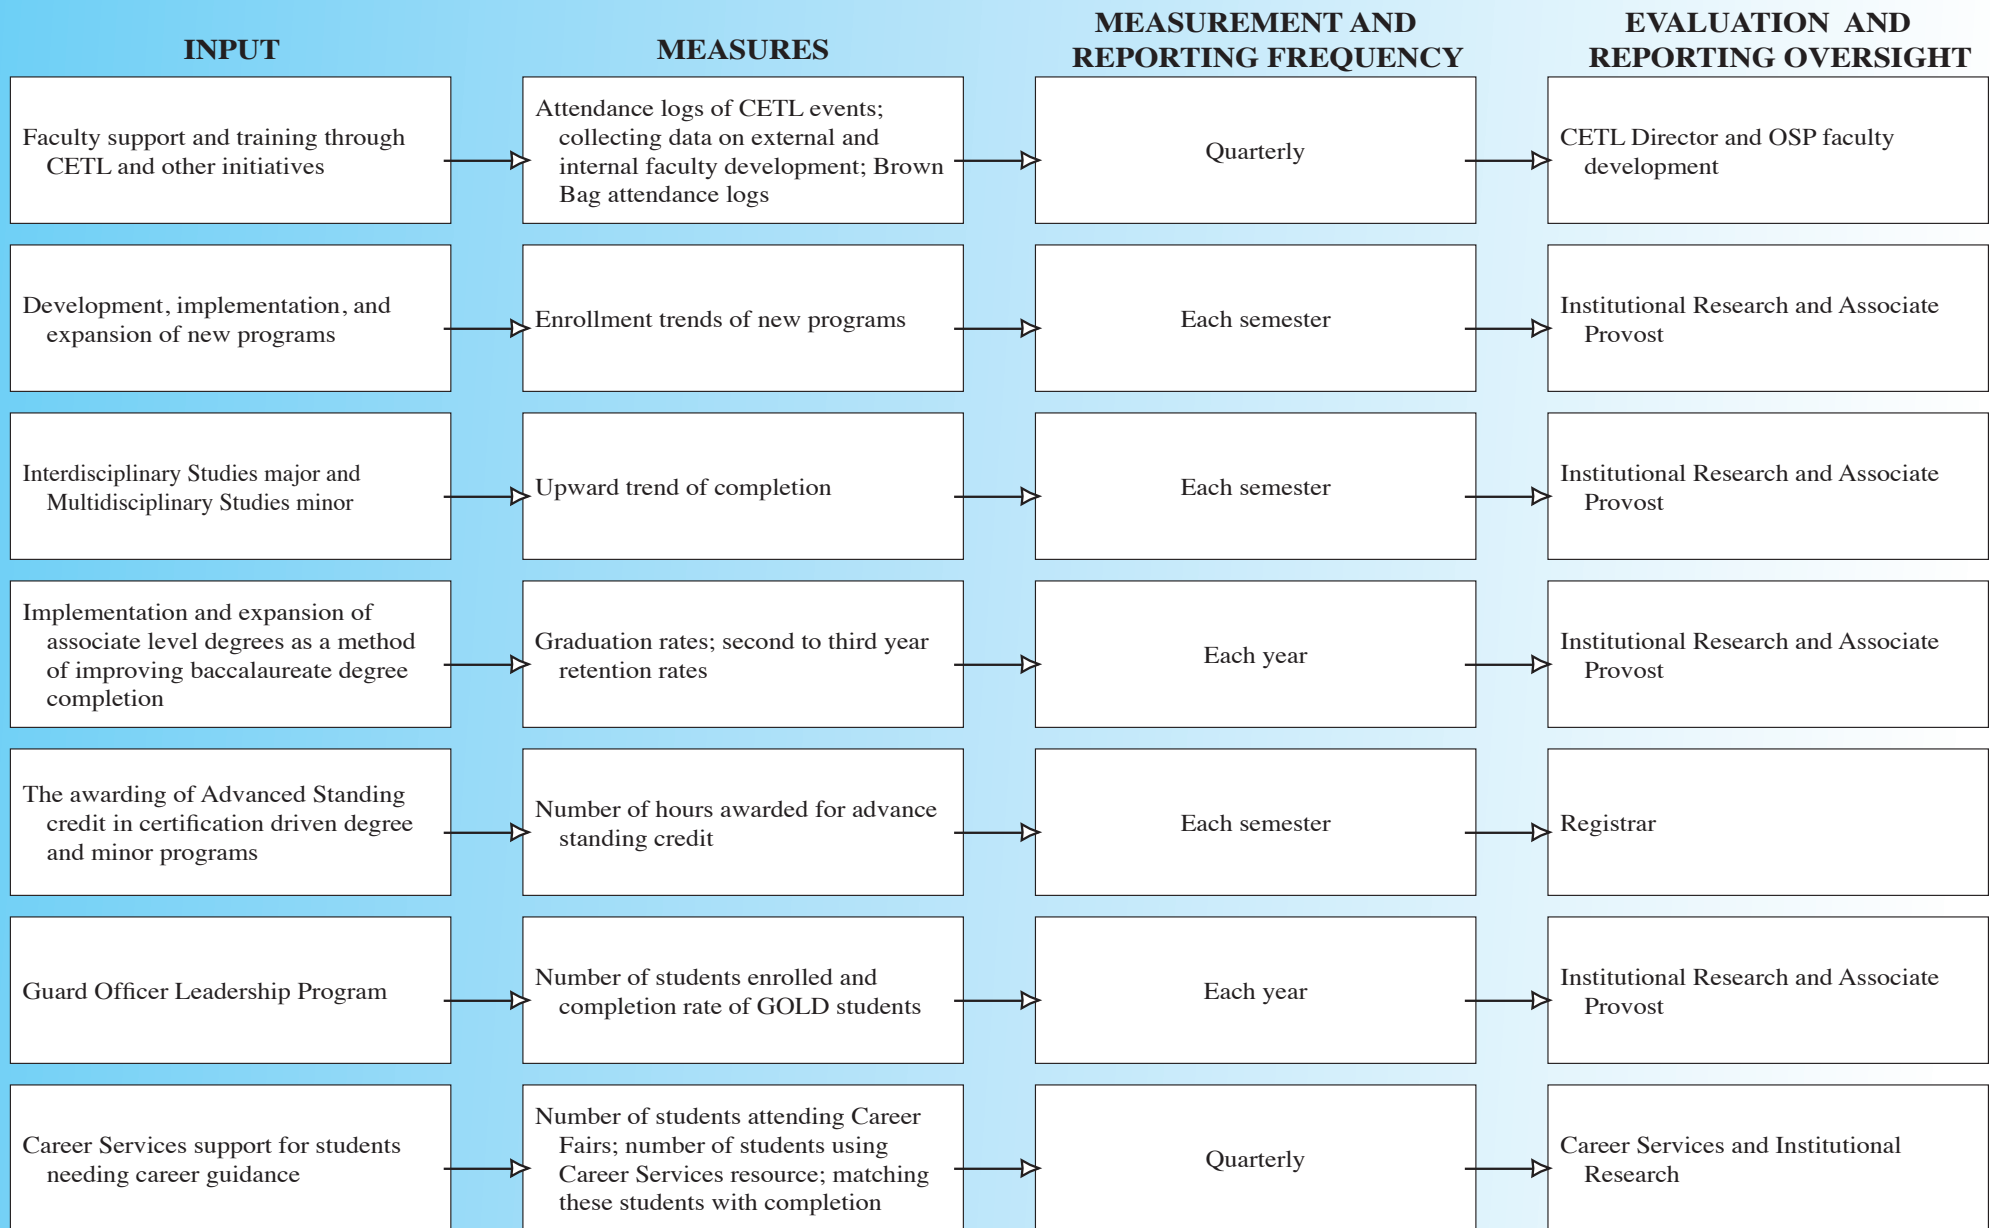 INPUT
MEASURES
MEASUREMENT AND
REPORTING FREQUENCY
EVALUATION AND
REPORTING OVERSIGHT
Faculty support and training through
CETL and other initiatives
Attendance logs of CETL events;
collecting data on external and
internal faculty development; Brown
Bag attendance logs
Quarterly
CETL Director and OSP faculty
development
Development, implementation, and
expansion of new programs
Enrollment trends of new programs
Each semester
Institutional Research and Associate
Provost
Interdisciplinary Studies major and
Multidisciplinary Studies minor
Upward trend of completion
Each semester
Institutional Research and Associate
Provost
Implementation and expansion of
associate level degrees as a method
of improving baccalaureate degree
completion
Graduation rates; second to third year
retention rates
Each year
Institutional Research and Associate
Provost
The awarding of Advanced Standing
credit in certification driven degree
and minor programs
Number of hours awarded for advance
standing credit
Each semester
Registrar
Guard Officer Leadership Program
Number of students enrolled and
completion rate of GOLD students
Each year
Institutional Research and Associate
Provost
Career Services support for students
needing career guidance
Number of students attending Career
Fairs; number of students using
Career Services resource; matching
these students with completion
Quarterly
Career Services and Institutional
Research